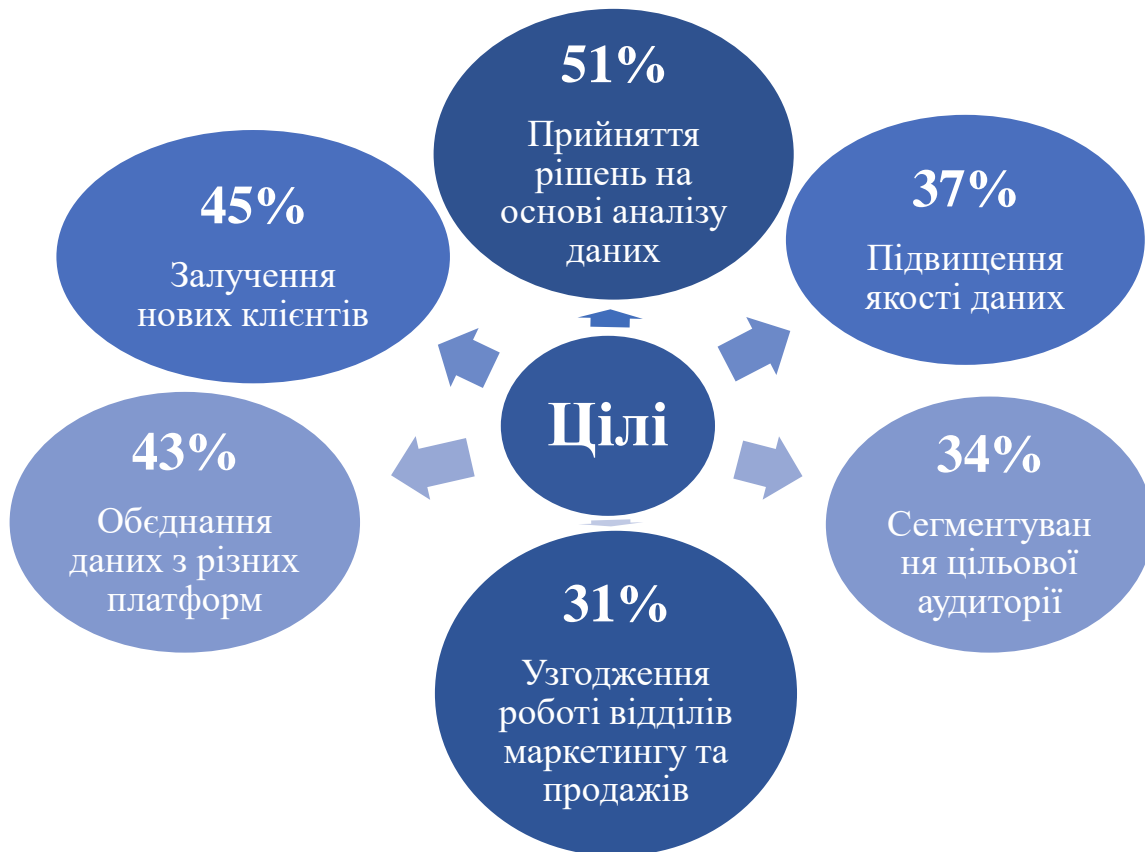 51%
Прийняття
рішень на
основі аналізу
даних
45%
Залучення
нових клієнтів
37%
Підвищення
якості даних
Цілі
43%
Обєднання
даних з різних
платформ
34%
Сегментуван
ня цільової
аудиторії
31%
Узгодження
роботі відділів
маркетингу та
продажів